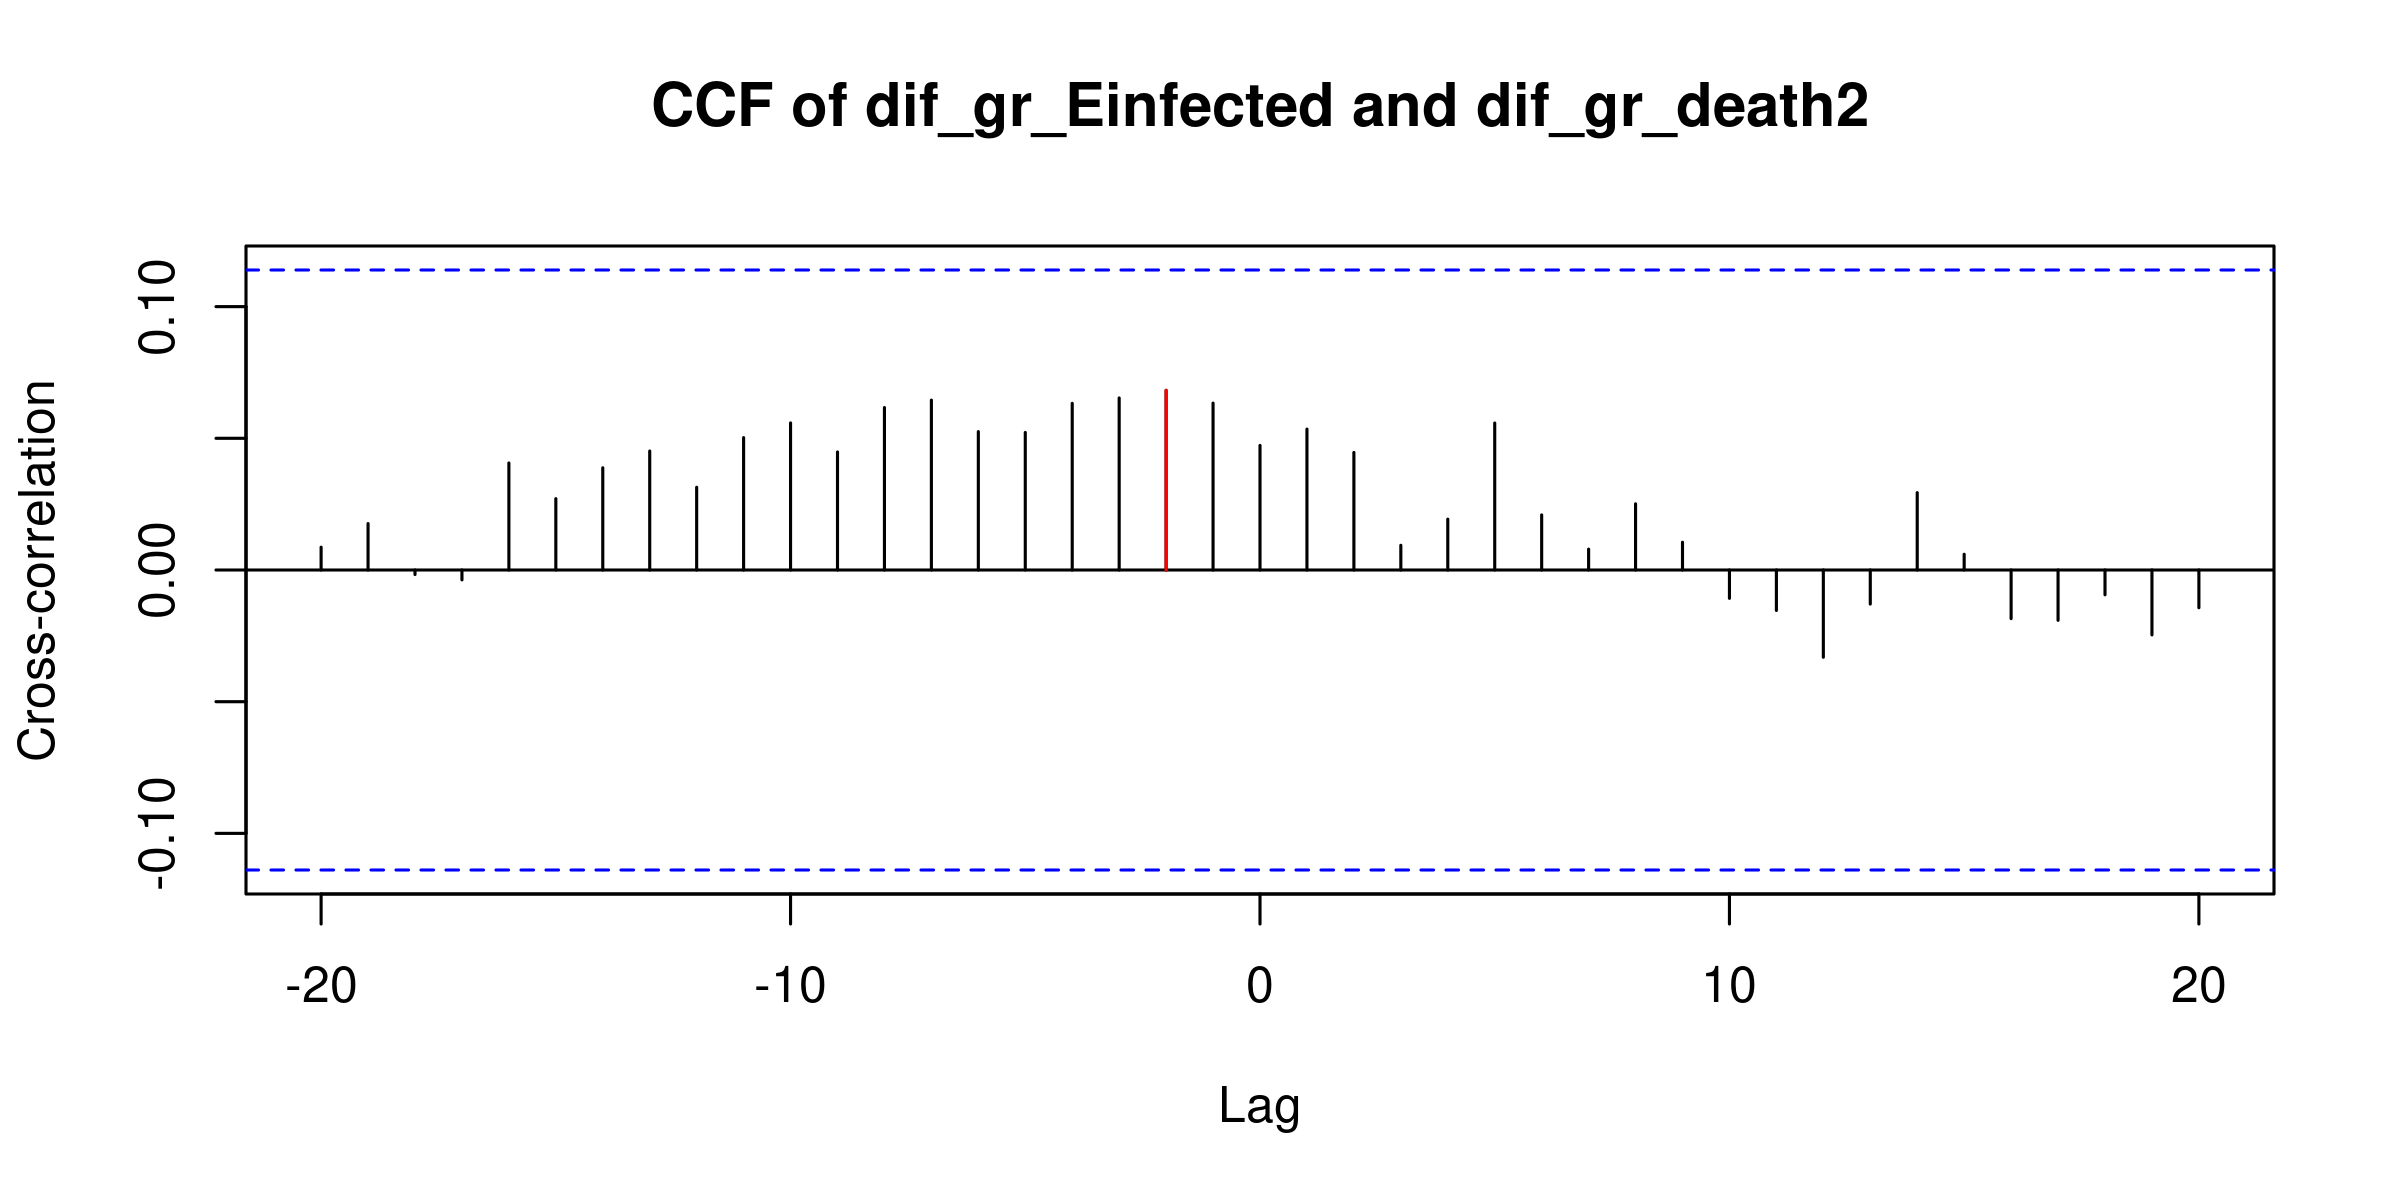 CCF of dif_gr_Einfected and dif_gr_death2
Cross-correlation
0.10
0.00
-0.10
-20 -10 0 10 20
Lag